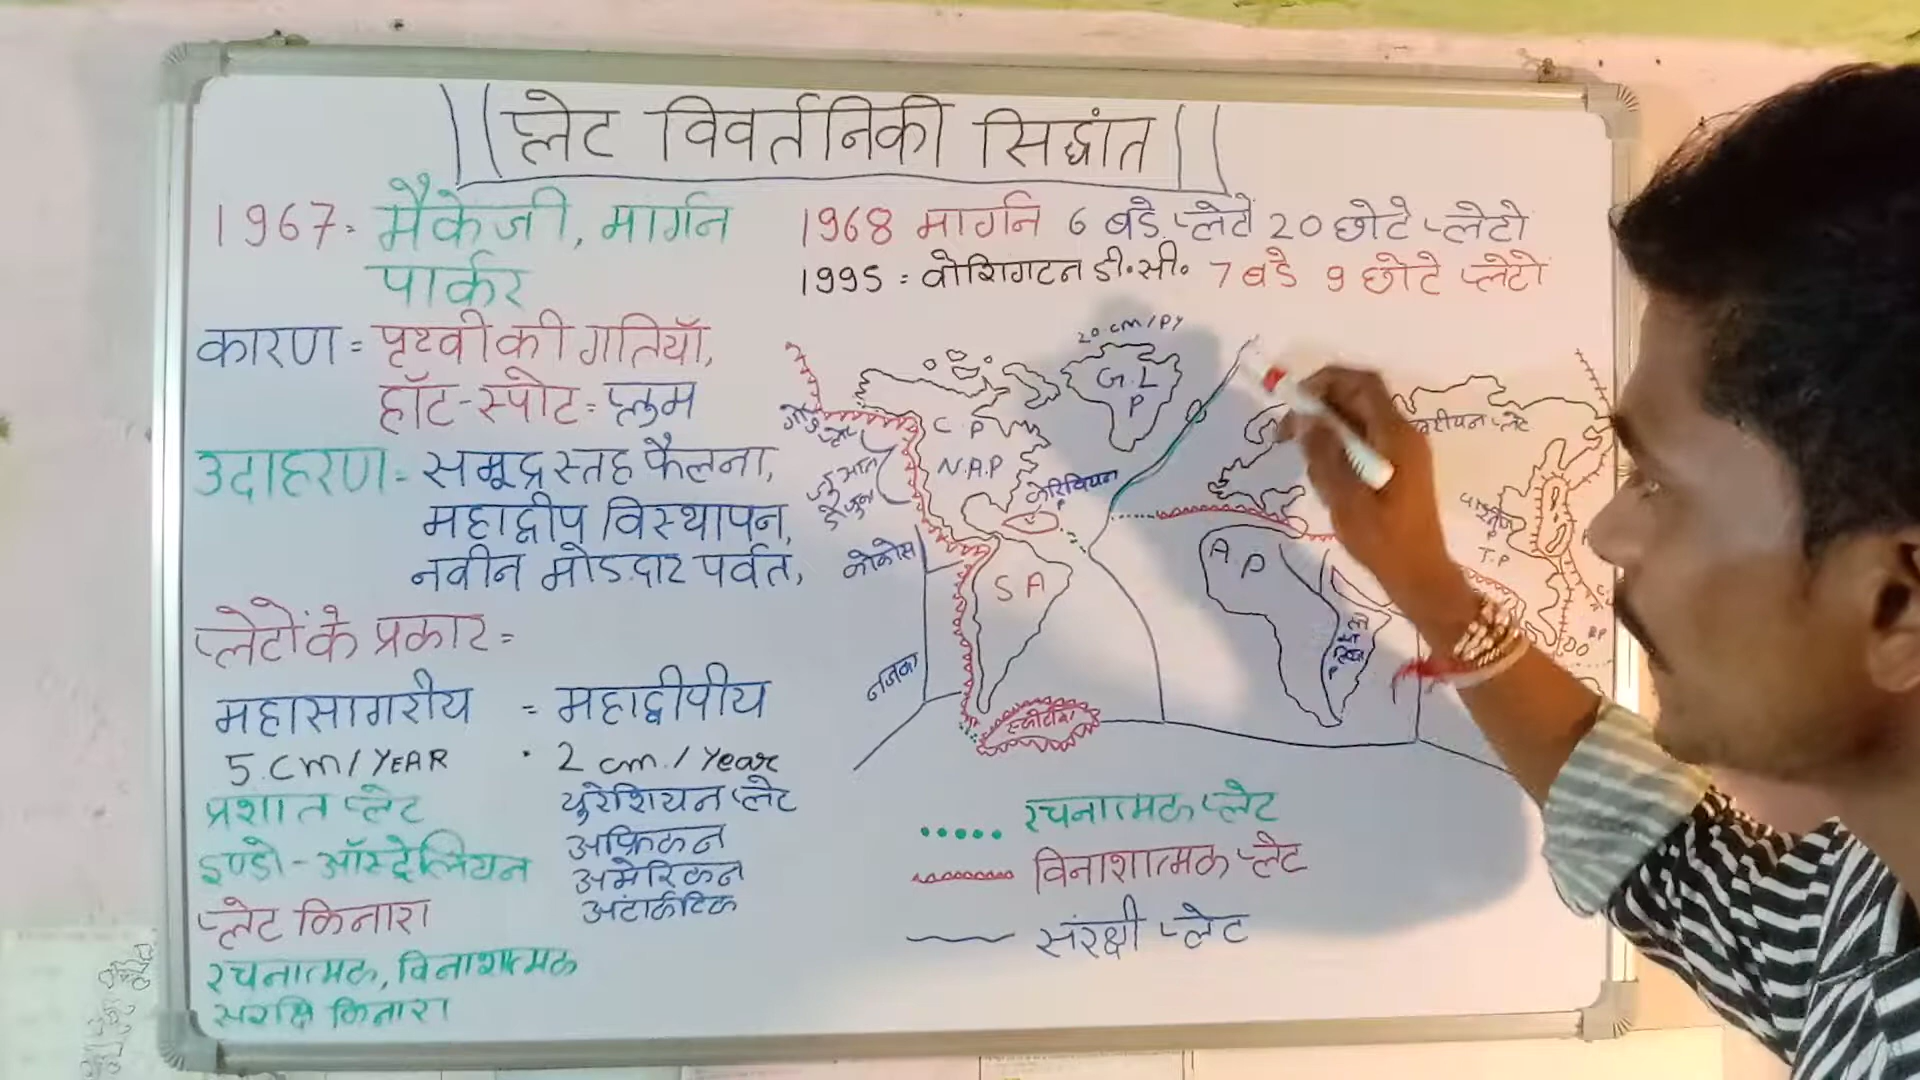 प्लेट विवर्तनिकी सिद्धांत
1967= मैकेजी, मार्गन
पार्कर
1968 मार्गन 6 बडे प्लेटें 20 छोटे प्लेटो
1995 = वोशिगटन डी.सी. 7 बडे 9 छोटे प्लेटो
कारण = पृथ्वी की गतियाँ,
हॉट-स्पोट= प्लुम
उदाहरण= समूद्र स्तह फैलना,
महाद्वीप विस्थापन,
नवीन मोडदार पर्वत,
प्लेटों के प्रकार =
महासागरीय = महाद्वीपीय
5.cm/YEAR · 2 cm./Year
प्रशात प्लेट
युरेशियन प्लेट
इण्डो-ऑस्ट्रेलियन
अफ्रिकन
अमेरिकन
अंटार्कटिक
प्लेट किनारा
रचनात्मक, विनाशात्मक
सरक्षि किनारा
20 cm/PY
G.L
P
C.P
N.A.P
केरिबियन
P
कोकोस
S A
नजका
स्कोटिया
A.P
T.P
रचनात्मक प्लेट
विनाशात्मक प्लेट
संरक्षी प्लेट